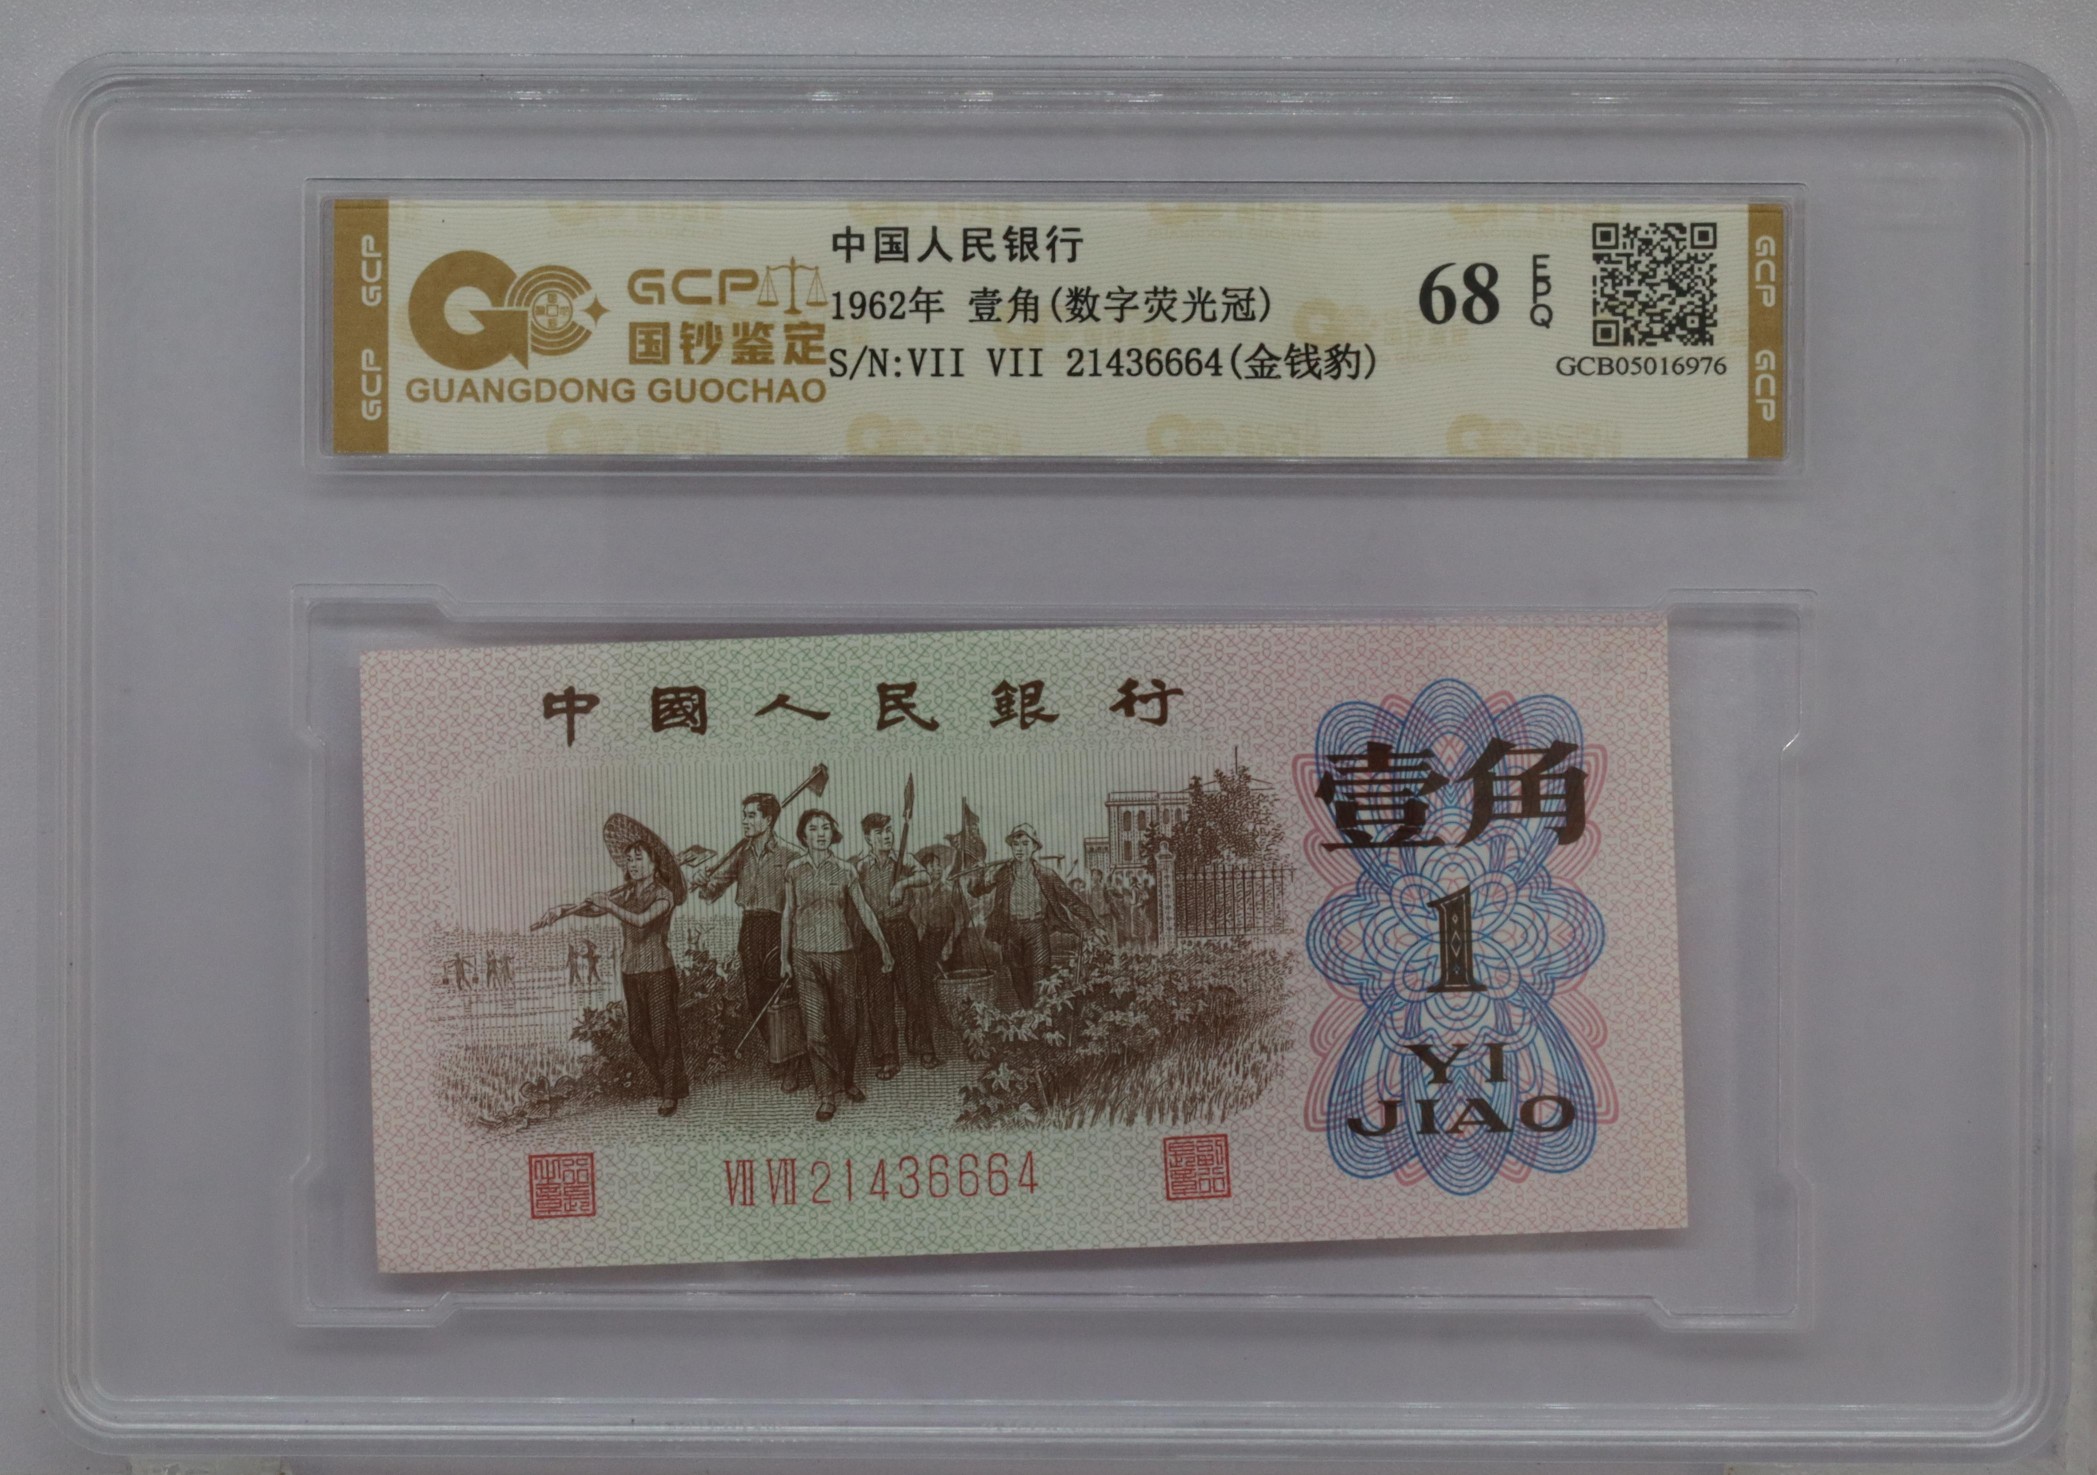 GCP GCP
GCP
国钞鉴定
GUANGDONG GUOCHAO
中国人民银行
1962年 壹角(数字荧光冠)
S/N:VII VII 21436664(金钱豹)
68 EPQ
GCB05016976
GCP GCP
中國人民銀行
壹角
1
YI
JIAO
VII VII 21436664